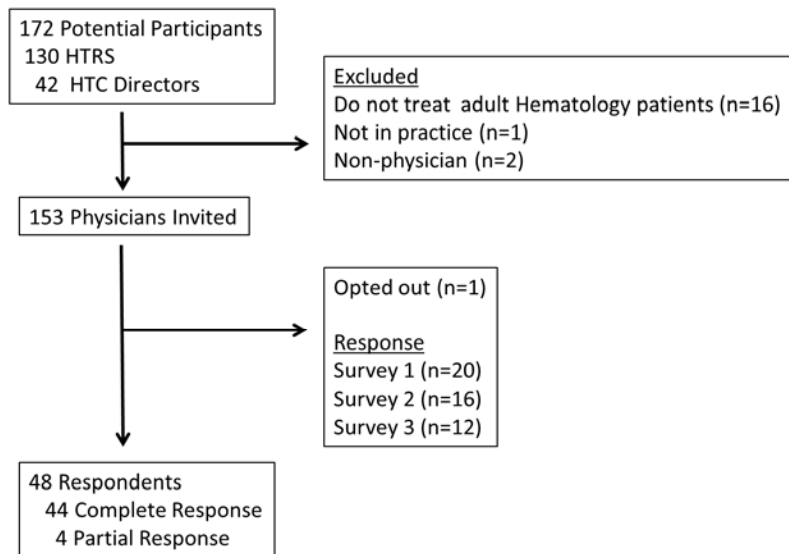 172 Potential Participants
130 HTRS
42 HTC Directors
Excluded
Do not treat adult Hematology patients (n=16)
Not in practice (n=1)
Non-physician (n=2)
153 Physicians Invited
Opted out (n=1)
Response
Survey 1 (n=20)
Survey 2 (n=16)
Survey 3 (n=12)
48 Respondents
44 Complete Response
4 Partial Response